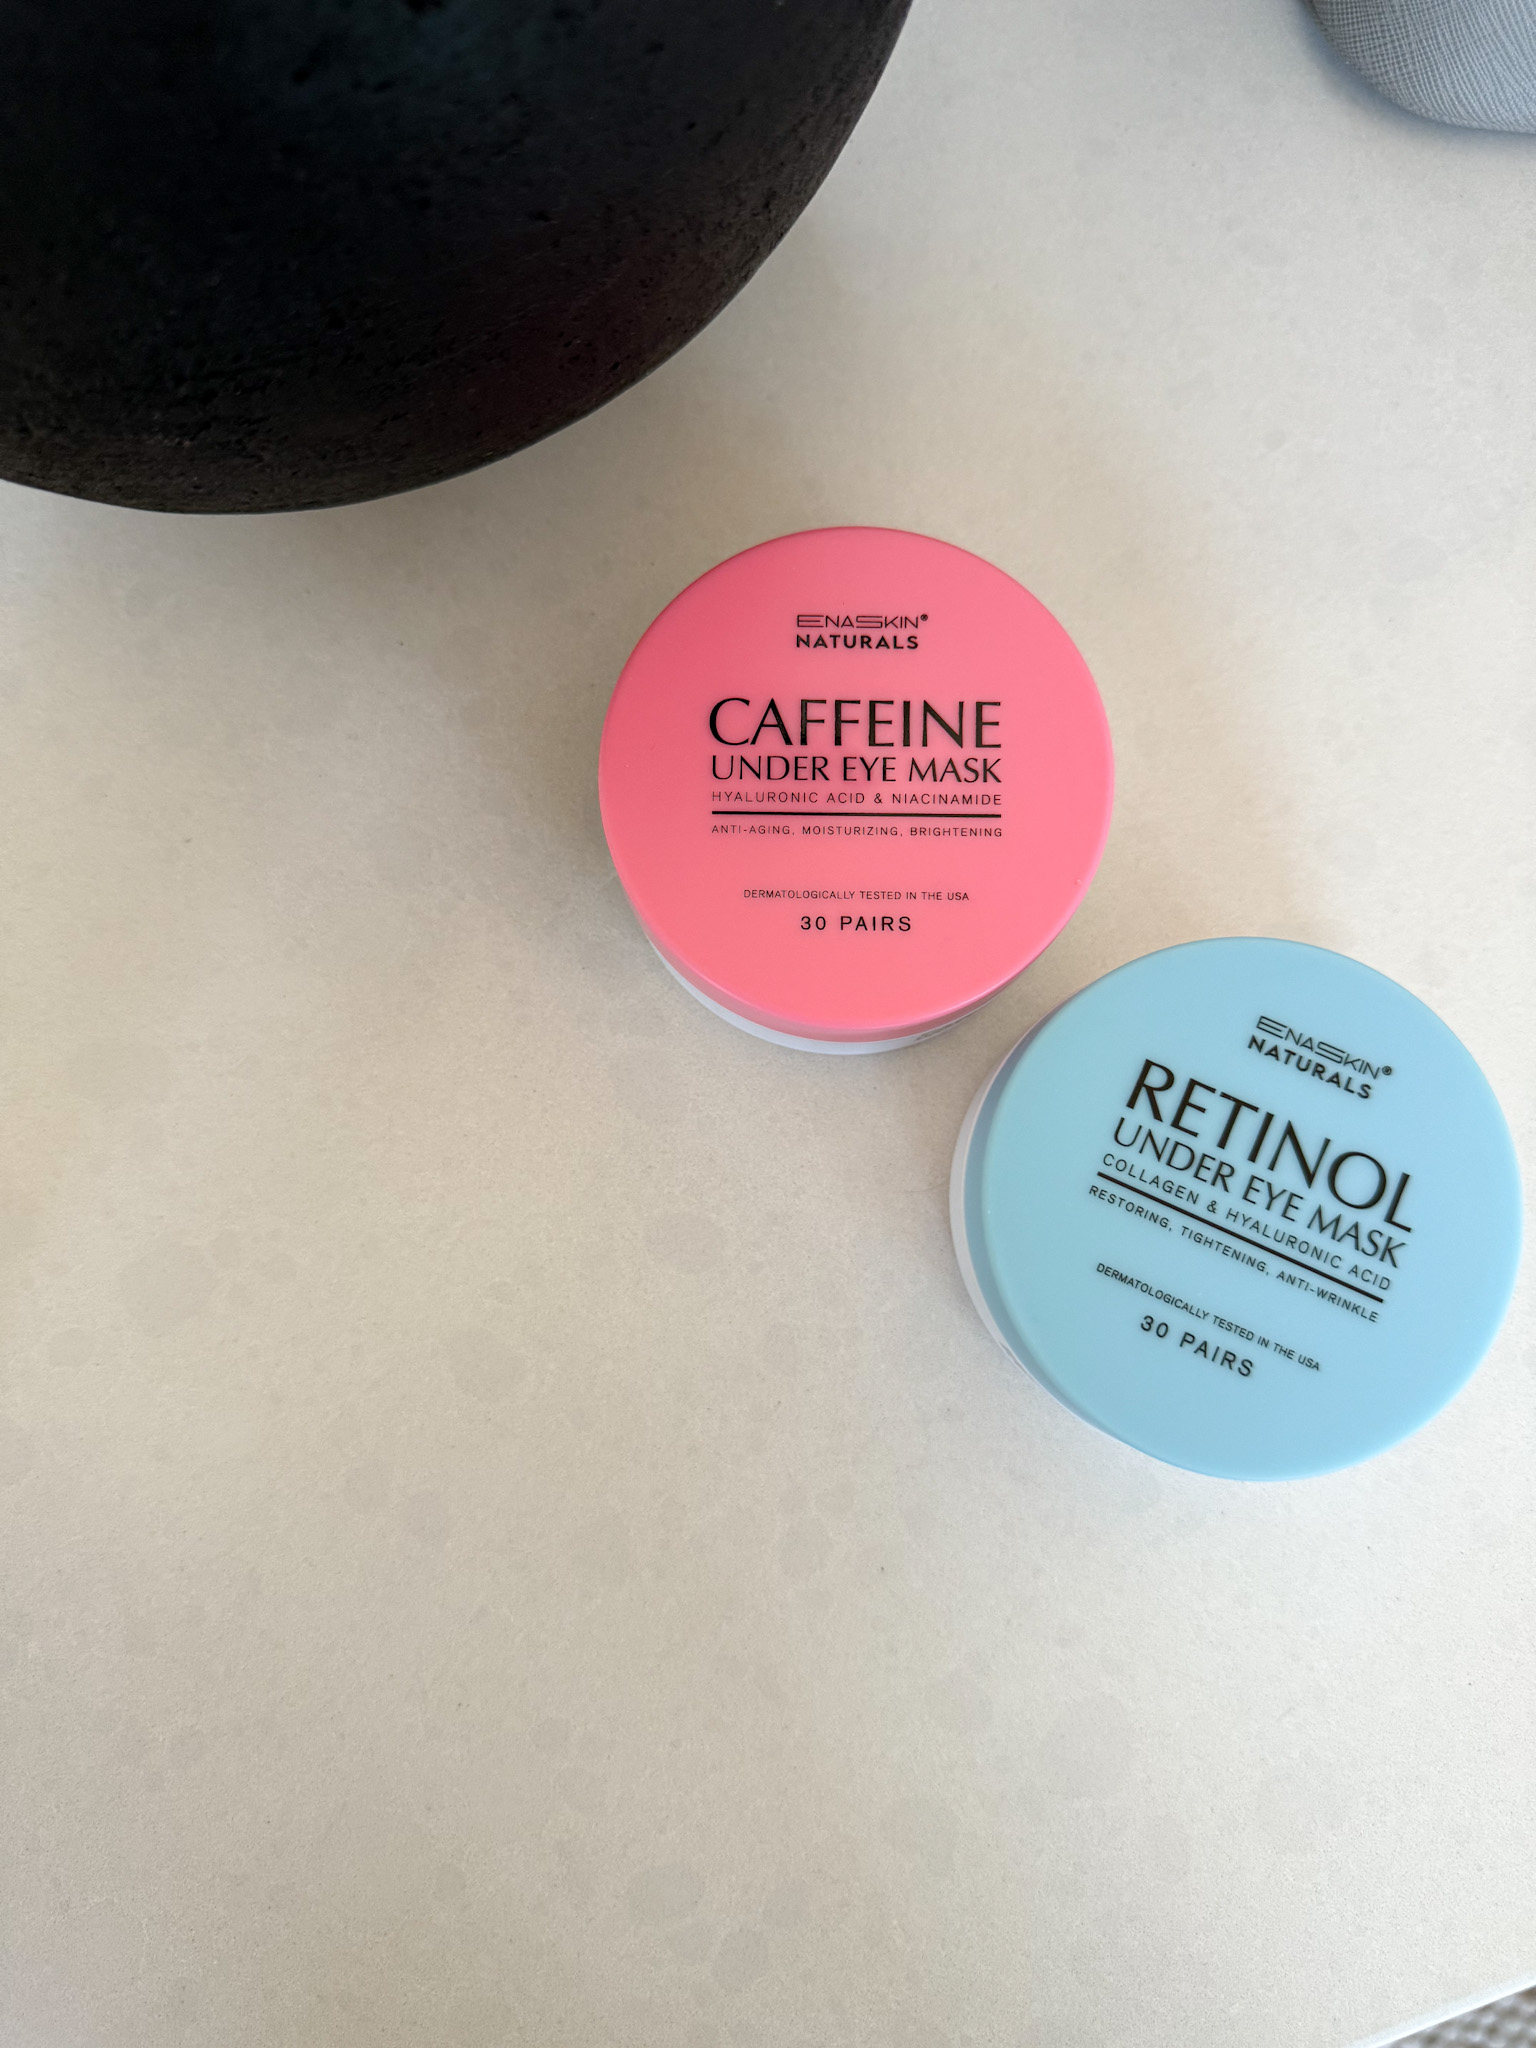 ENASKIN®
NATURALS
CAFFEINE
UNDER EYE MASK
HYALURONIC ACID & NIACINAMIDE
ANTI-AGING, MOISTURIZING, BRIGHTENING
DERMATOLOGICALLY TESTED IN THE USA
30 PAIRS
ENASKIN®
NATURALS
RETINOL
UNDER EYE MASK
COLLAGEN & HYALURONIC ACID
RESTORING, TIGHTENING, ANTI-WRINKLE
DERMATOLOGICALLY TESTED IN THE USA
30 PAIRS